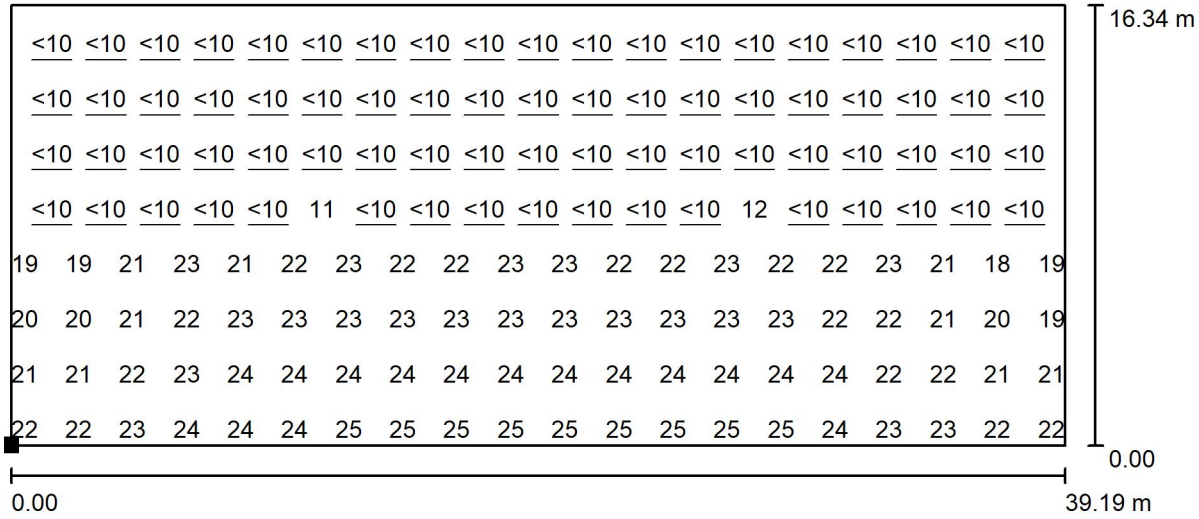 16.34 m
<10 <10 <10 <10 <10 <10 <10 <10 <10 <10 <10 <10 <10 <10 <10 <10 <10 <10 <10
<10 <10 <10 <10 <10 <10 <10 <10 <10 <10 <10 <10 <10 <10 <10 <10 <10 <10 <10
<10 <10 <10 <10 <10 <10 <10 <10 <10 <10 <10 <10 <10 <10 <10 <10 <10 <10 <10
<10 <10 <10 <10 <10 11 <10 <10 <10 <10 <10 <10 <10 12 <10 <10 <10 <10 <10
19 19 21 23 21 22 23 22 22 23 23 22 22 23 22 22 23 21 18 19
20 20 21 22 23 23 23 23 23 23 23 23 23 23 23 22 22 21 20 19
21 21 22 23 24 24 24 24 24 24 24 24 24 24 24 24 22 22 21 21
22 22 23 24 24 24 25 25 25 25 25 25 25 25 25 24 23 23 22 22
0.00
0.00 39.19 m